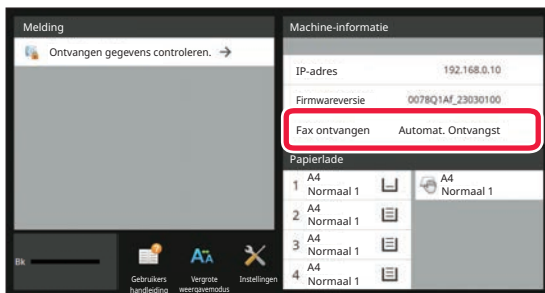 Melding
Ontvangen gegevens controleren. →
Bk
Gebruikers
handleiding
Vergrote
weergavemodus
Instellingen
Machine-informatie
IP-adres 192.168.0.10
Firmwareversie 0078Q1Af_23030100
Fax ontvangen Automat. Ontvangst
Papierlade
1 A4
Normaal 1
A4
Normaal 1
2 A4
Normaal 1
3 A4
Normaal 1
4 A4
Normaal 1